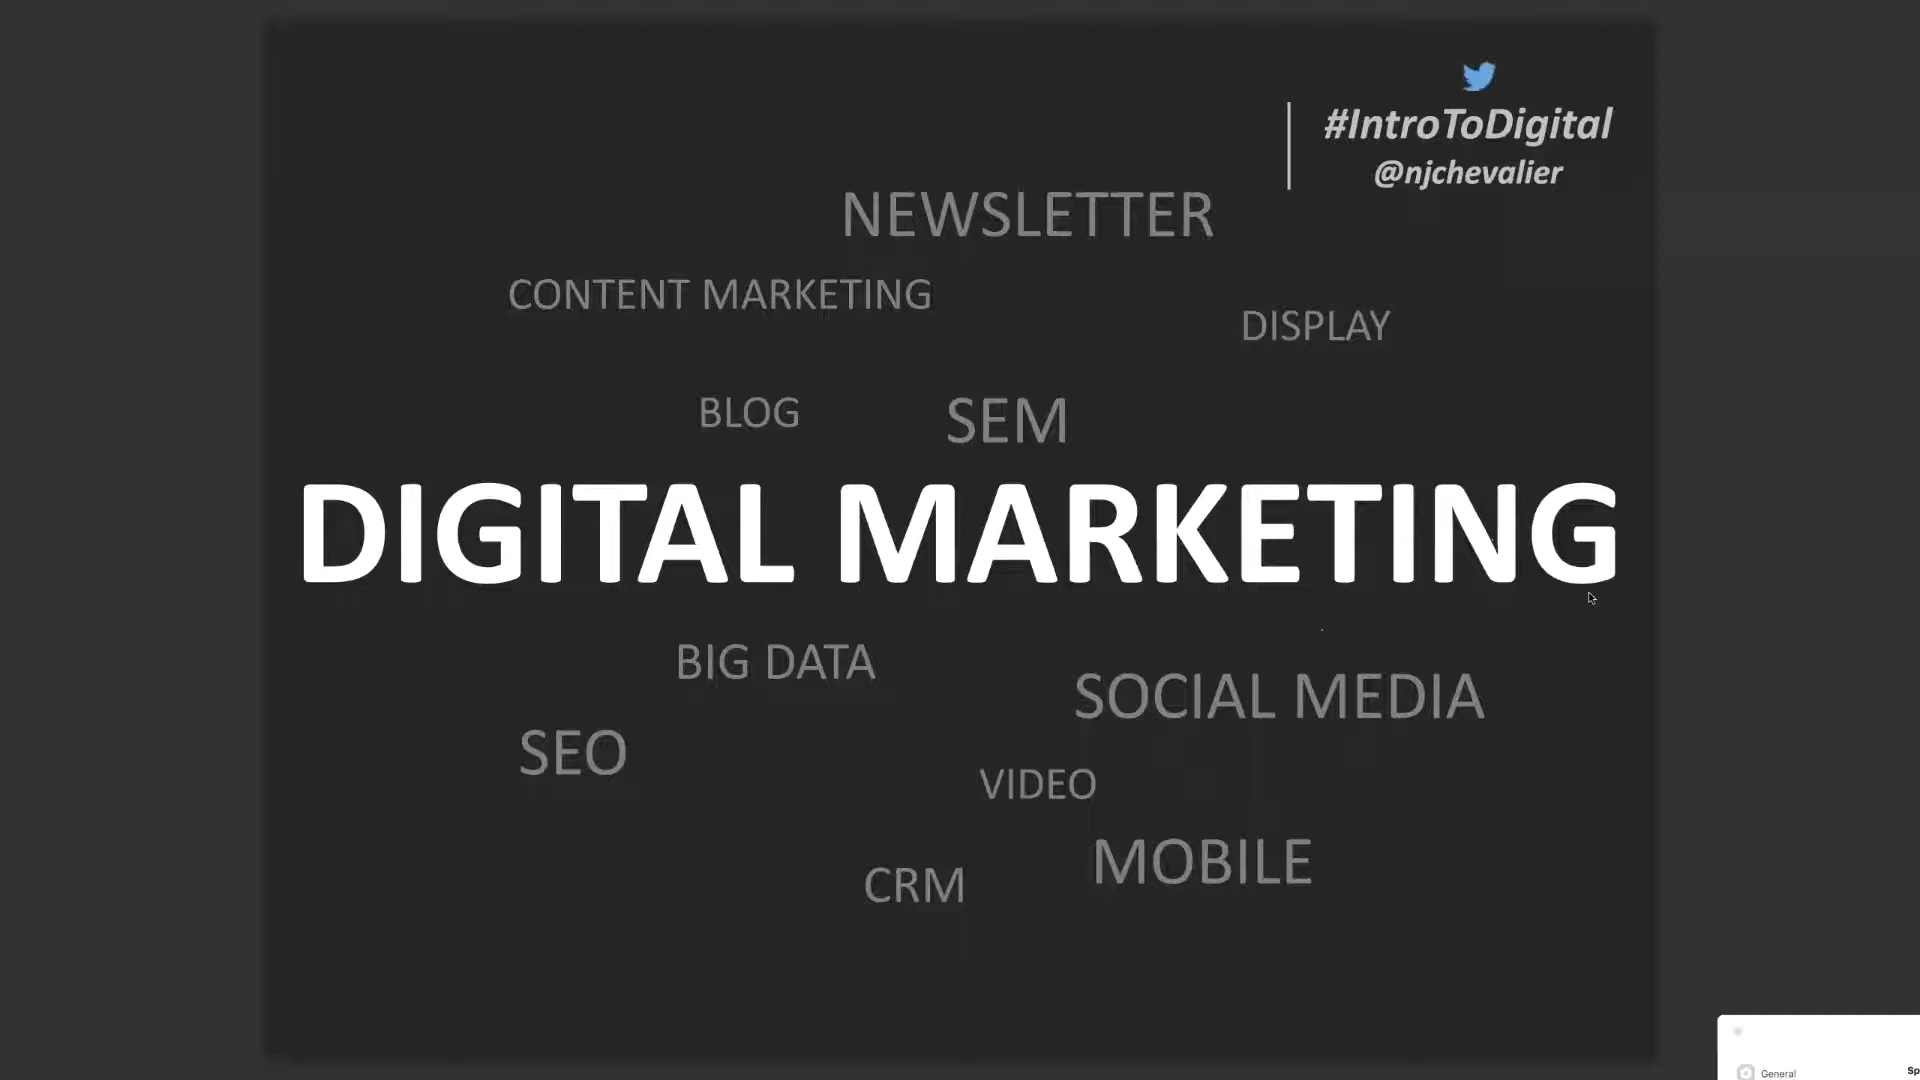 #IntroToDigital
@njchevalier
NEWSLETTER
CONTENT MARKETING
DISPLAY
BLOG
SEM
DIGITAL MARKETING
BIG DATA
SOCIAL MEDIA
SEO
VIDEO
MOBILE
CRM
General